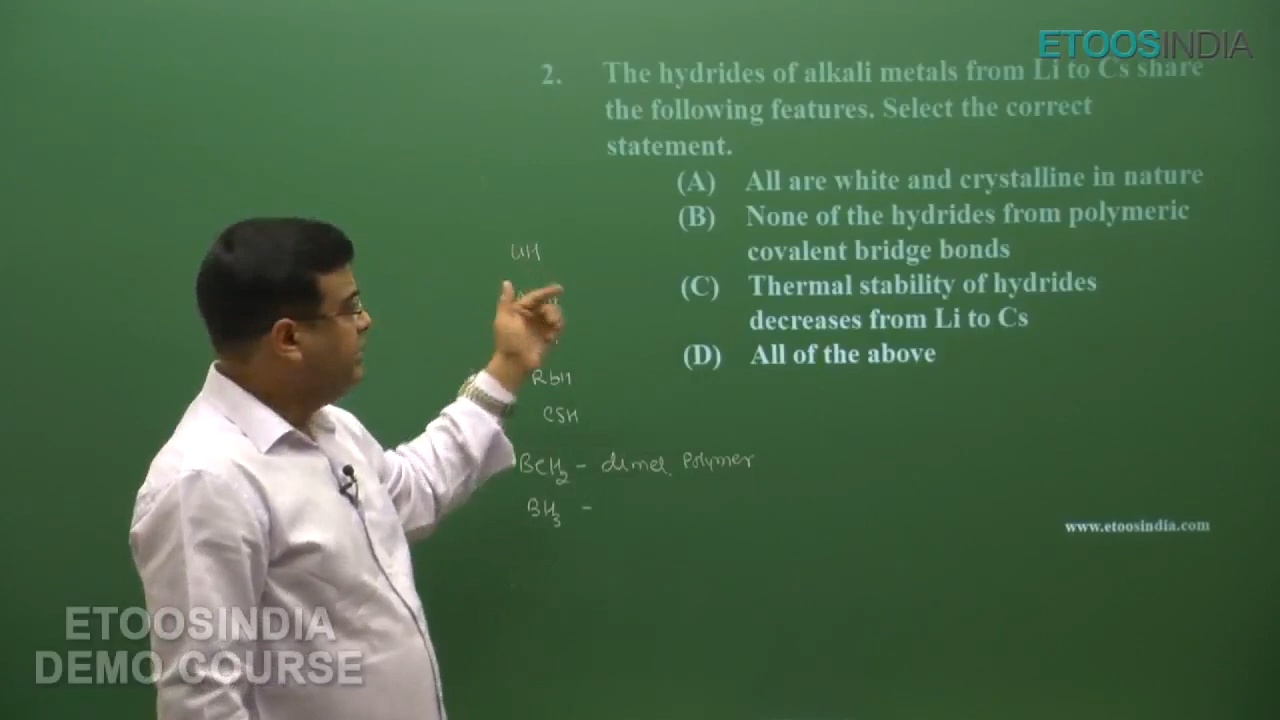 ETOOSINDIA
2. The hydrides of alkali metals from Li to Cs share
the following features. Select the correct
statement.
(A) All are white and crystalline in nature
(B) None of the hydrides from polymeric
covalent bridge bonds
(C) Thermal stability of hydrides
decreases from Li to Cs
(D) All of the above
LiH
RbH
CSH
BeH2 - dimer, Polymer
BH3 -
www.etoosindia.com
ETOOSINDIA
DEMO COURSE